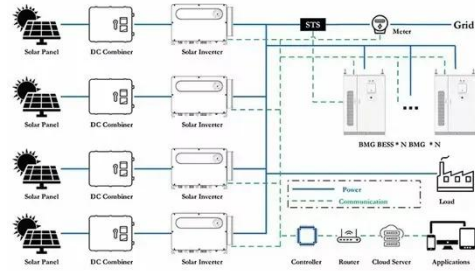 STS
Grid
Meter
Solar Panel
DC Combiner
Solar Inverter
Solar Panel
DC Combiner
Solar Inverter
BMG BESS * N BMG * N
Solar Panel
DC Combiner
Solar Inverter
Power
Communication
Load
Solar Panel
DC Combiner
Solar Inverter
Controller
Router
Cloud Server
Applications